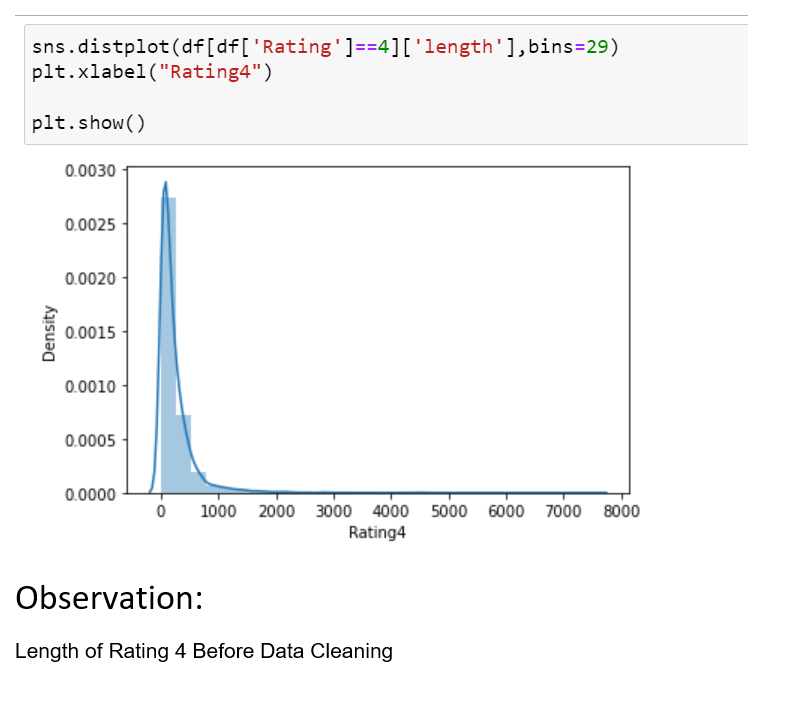 sns.distplot(df[df['Rating']==4]['length'],bins=29)
plt.xlabel("Rating4")
plt.show()
0.0030
0.0025
0.0020
0.0015
0.0010
0.0005
0.0000
Density
0 1000 2000 3000 4000 5000 6000 7000 8000
Rating4
Observation:
Length of Rating 4 Before Data Cleaning